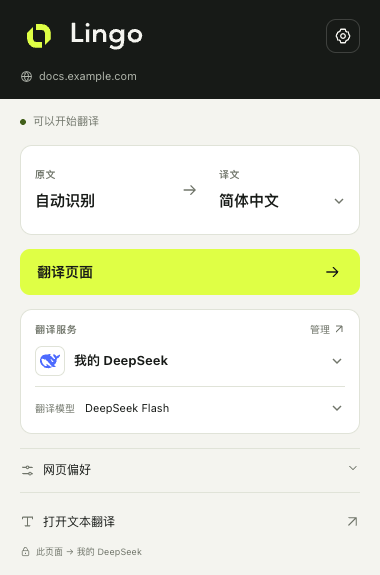 Lingo
docs.example.com
可以开始翻译
原文
自动识别
→
译文
简体中文
翻译页面 →
翻译服务
管理 ↗
我的 DeepSeek
翻译模型 DeepSeek Flash
网页偏好
打开文本翻译 ↗
此页面 → 我的 DeepSeek